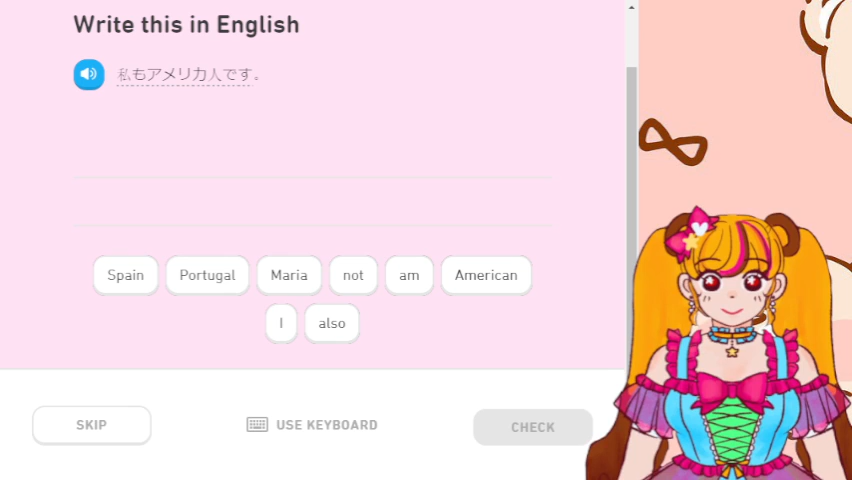 Write this in English
私もアメリカ人です。
Spain Portugal Maria not am American
I also
SKIP USE KEYBOARD CHECK